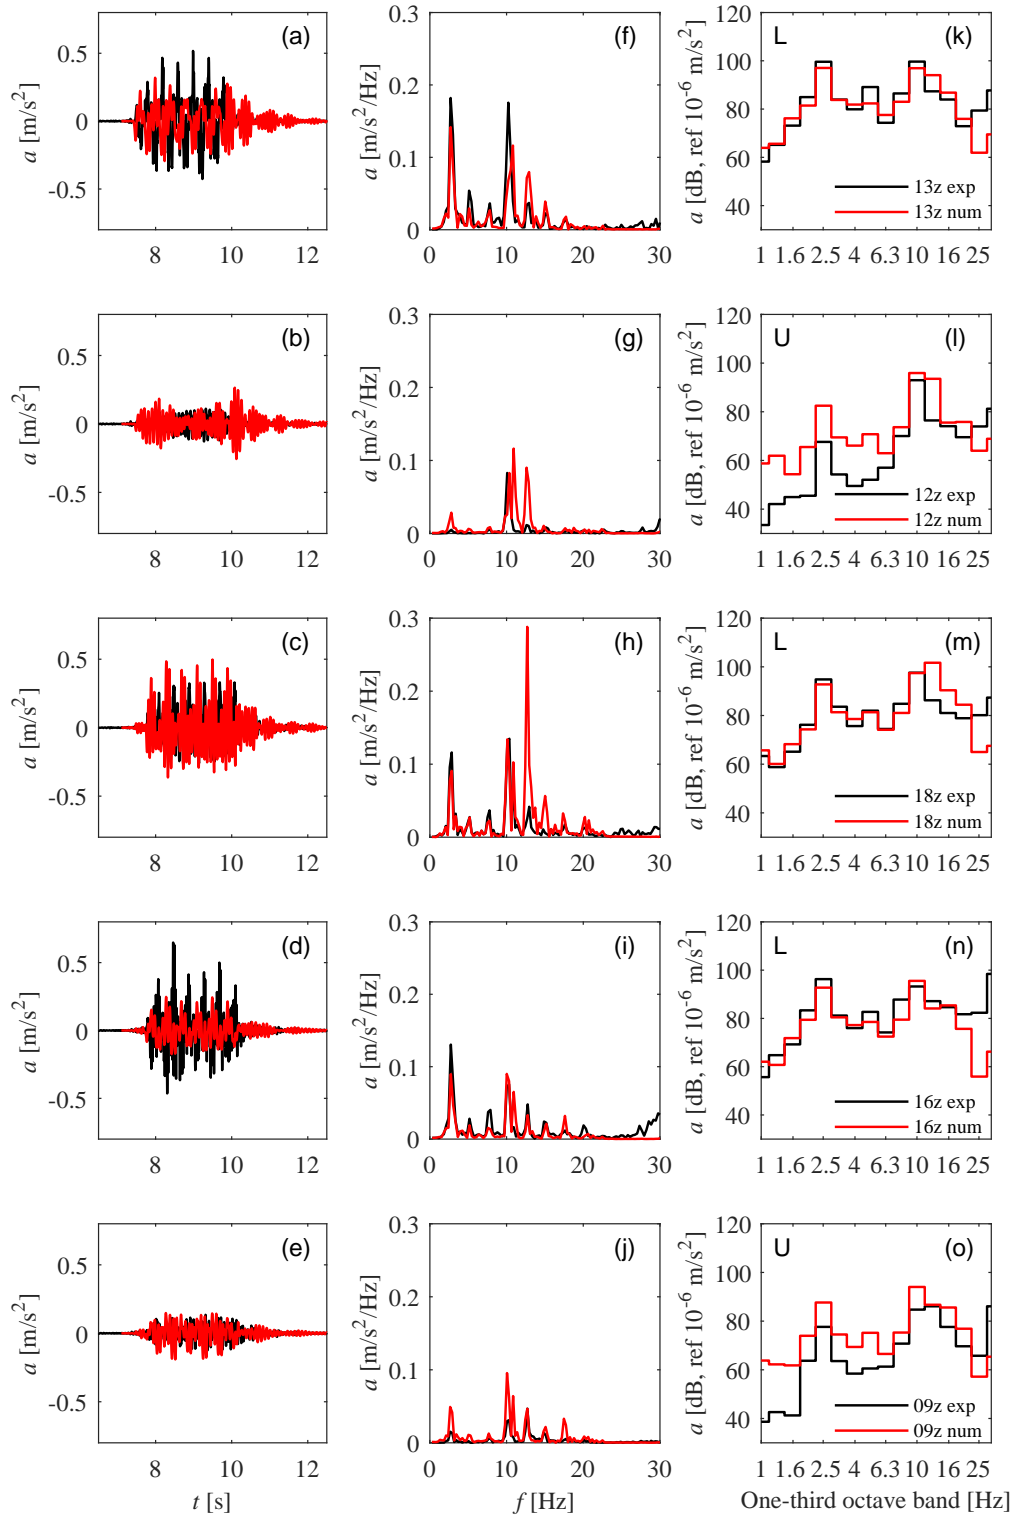 (a)
0.5
0
-0.5
a [m/s²]
8 10 12
(f)
0.3
0.2
0.1
0
a [m/s²/Hz]
0 10 20 30
L (k)
120
100
80
60
40
a [dB, ref 10⁻⁶ m/s²]
13z exp
13z num
1 1.6 2.5 4 6.3 10 16 25
(b)
0.5
0
-0.5
a [m/s²]
8 10 12
(g)
0.3
0.2
0.1
0
a [m/s²/Hz]
0 10 20 30
U (l)
120
100
80
60
40
a [dB, ref 10⁻⁶ m/s²]
12z exp
12z num
1 1.6 2.5 4 6.3 10 16 25
(c)
0.5
0
-0.5
a [m/s²]
8 10 12
(h)
0.3
0.2
0.1
0
a [m/s²/Hz]
0 10 20 30
L (m)
120
100
80
60
40
a [dB, ref 10⁻⁶ m/s²]
18z exp
18z num
1 1.6 2.5 4 6.3 10 16 25
(d)
0.5
0
-0.5
a [m/s²]
8 10 12
(i)
0.3
0.2
0.1
0
a [m/s²/Hz]
0 10 20 30
L (n)
120
100
80
60
40
a [dB, ref 10⁻⁶ m/s²]
16z exp
16z num
1 1.6 2.5 4 6.3 10 16 25
(e)
0.5
0
-0.5
a [m/s²]
8 10 12
t [s]
(j)
0.3
0.2
0.1
0
a [m/s²/Hz]
0 10 20 30
f [Hz]
U (o)
120
100
80
60
40
a [dB, ref 10⁻⁶ m/s²]
09z exp
09z num
1 1.6 2.5 4 6.3 10 16 25
One-third octave band [Hz]